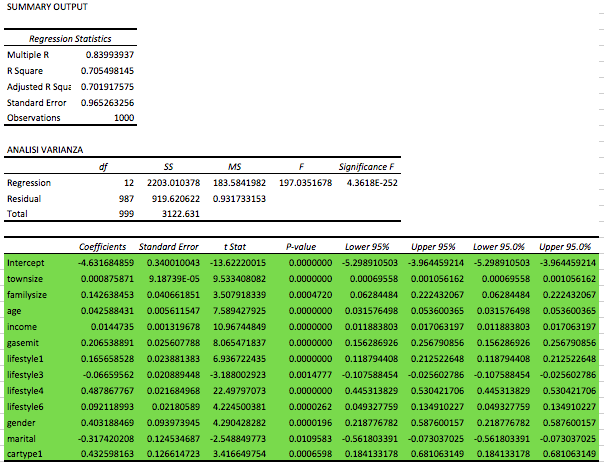 SUMMARY OUTPUT
Regression Statistics
Multiple R 0.83993937
R Square 0.705498145
Adjusted R Squa 0.701917575
Standard Error 0.965263256
Observations 1000
ANALISI VARIANZA
df SS MS F Significance F
Regression 12 2203.010378 183.5841982 197.0351678 4.3618E-252
Residual 987 919.620622 0.931733153
Total 999 3122.631
Coefficients Standard Error t Stat P-value Lower 95% Upper 95% Lower 95.0% Upper 95.0%
Intercept -4.631684859 0.340010043 -13.62220015 0.0000000 -5.298910503 -3.964459214 -5.298910503 -3.964459214
townsize 0.000875871 9.18739E-05 9.533408082 0.0000000 0.00069558 0.001056162 0.00069558 0.001056162
familysize 0.142638453 0.040661851 3.507918339 0.0004720 0.06284484 0.222432067 0.06284484 0.222432067
age 0.042588431 0.005611547 7.589427925 0.0000000 0.031576498 0.053600365 0.031576498 0.053600365
income 0.0144735 0.001319678 10.96744849 0.0000000 0.011883803 0.017063197 0.011883803 0.017063197
gasemit 0.206538891 0.025607788 8.065471837 0.0000000 0.156286926 0.256790856 0.156286926 0.256790856
lifestyle1 0.165658528 0.023881383 6.936722435 0.0000000 0.118794408 0.212522648 0.118794408 0.212522648
lifestyle3 -0.06659562 0.020889448 -3.188002923 0.0014777 -0.107588454 -0.025602786 -0.107588454 -0.025602786
lifestyle4 0.487867767 0.021684968 22.49797073 0.0000000 0.445313829 0.530421706 0.445313829 0.530421706
lifestyle6 0.092118993 0.02180589 4.224500381 0.0000262 0.049327759 0.134910227 0.049327759 0.134910227
gender 0.403188469 0.093973945 4.290428282 0.0000196 0.218776782 0.587600157 0.218776782 0.587600157
marital -0.317420208 0.124534687 -2.548849773 0.0109583 -0.561803391 -0.073037025 -0.561803391 -0.073037025
cartype1 0.432598163 0.126614723 3.416649754 0.0006598 0.184133178 0.681063149 0.184133178 0.681063149